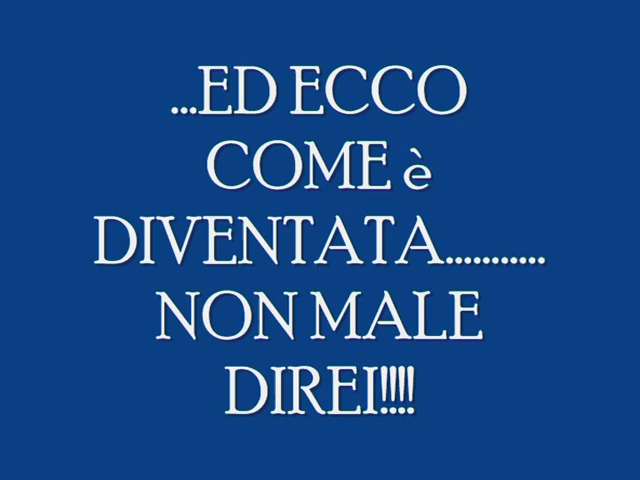 ...ED ECCO
COME è
DIVENTATA...........
NON MALE
DIREI!!!!